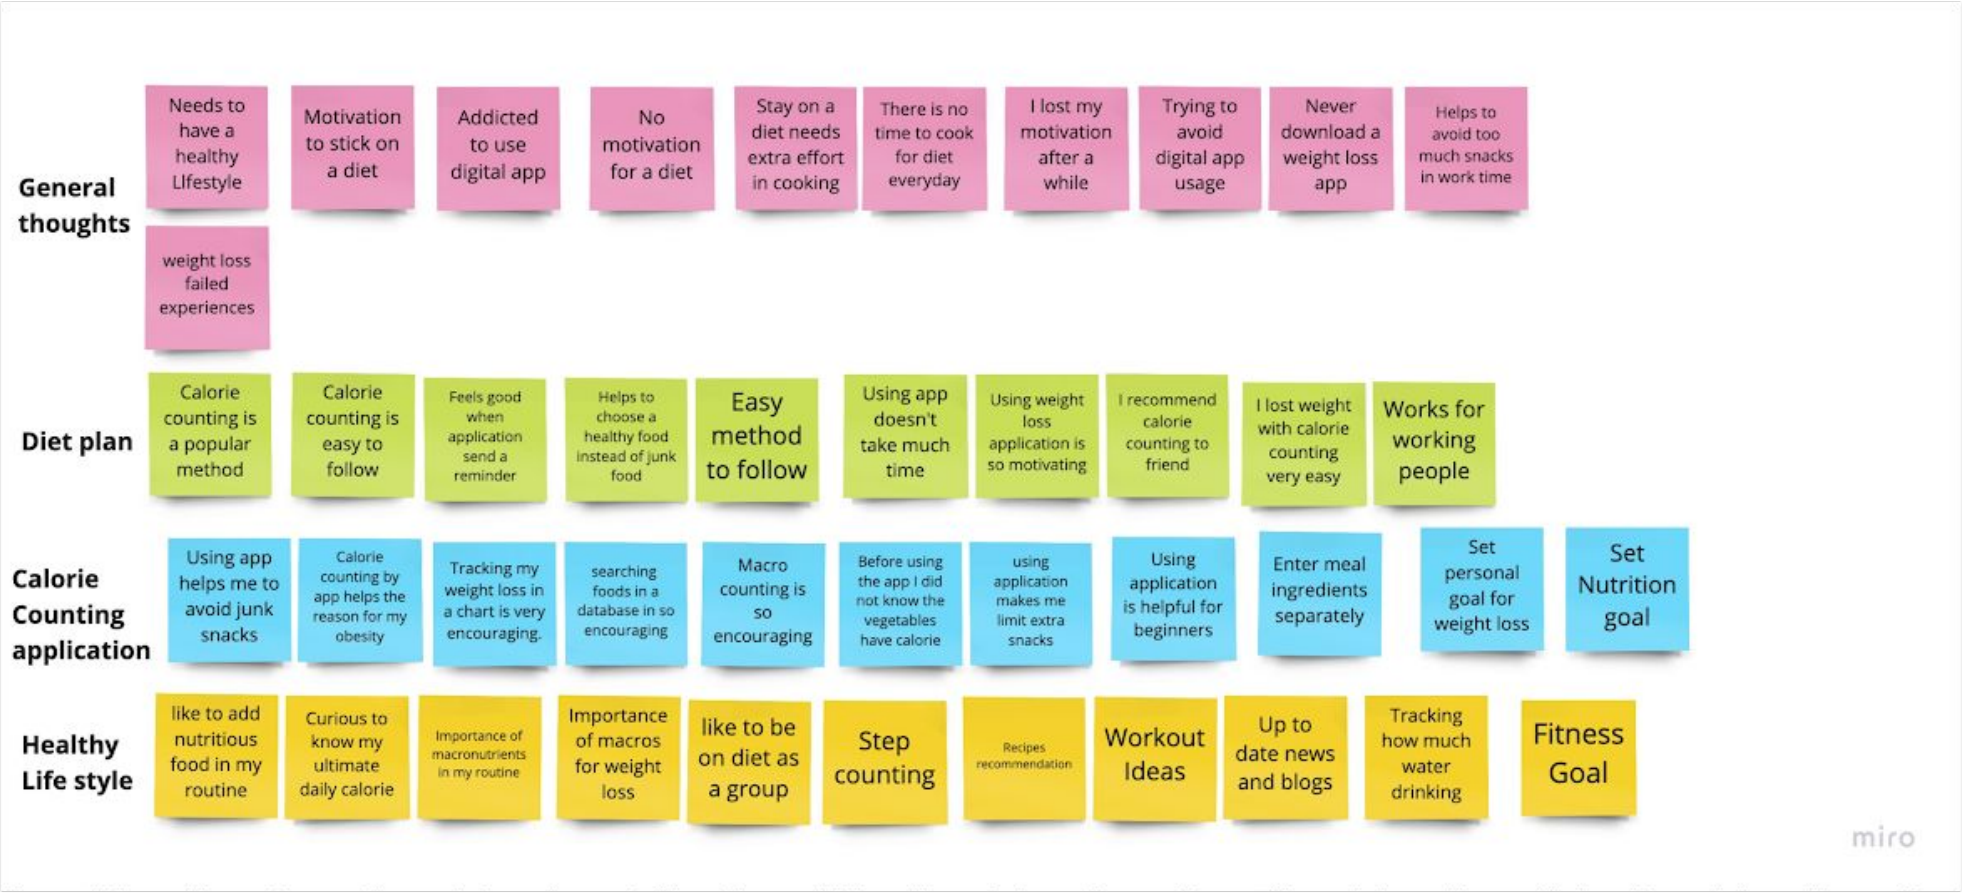 General
thoughts
Needs to
have a
healthy
LIfestyle
Motivation
to stick on
a diet
Addicted
to use
digital app
No
motivation
for a diet
Stay on a
diet needs
extra effort
in cooking
There is no
time to cook
for diet
everyday
I lost my
motivation
after a
while
Trying to
avoid
digital app
usage
Never
download a
weight loss
app
Helps to
avoid too
much snacks
in work time
weight loss
failed
experiences
Diet plan
Calorie
counting is
a popular
method
Calorie
counting is
easy to
follow
Feels good
when
application
send a
reminder
Helps to
choose a
healthy food
instead of junk
food
Easy
method
to follow
Using app
doesn't
take much
time
Using weight
loss
application is
so motivating
I recommend
calorie
counting to
friend
I lost weight
with calorie
counting
very easy
Works for
working
people
Calorie
Counting
application
Using app
helps me to
avoid junk
snacks
Calorie
counting by
app helps the
reason for my
obesity
Tracking my
weight loss in
a chart is very
encouraging.
searching
foods in a
database in so
encouraging
Macro
counting is
so
encouraging
Before using
the app I did
not know the
vegetables
have calorie
using
application
makes me
limit extra
snacks
Using
application
is helpful for
beginners
Enter meal
ingredients
separately
Set
personal
goal for
weight loss
Set
Nutrition
goal
Healthy
Life style
like to add
nutritious
food in my
routine
Curious to
know my
ultimate
daily calorie
Importance of
macronutrients
in my routine
Importance
of macros
for weight
loss
like to be
on diet as
a group
Step
counting
Recipes
recommendation
Workout
Ideas
Up to
date news
and blogs
Tracking
how much
water
drinking
Fitness
Goal
miro